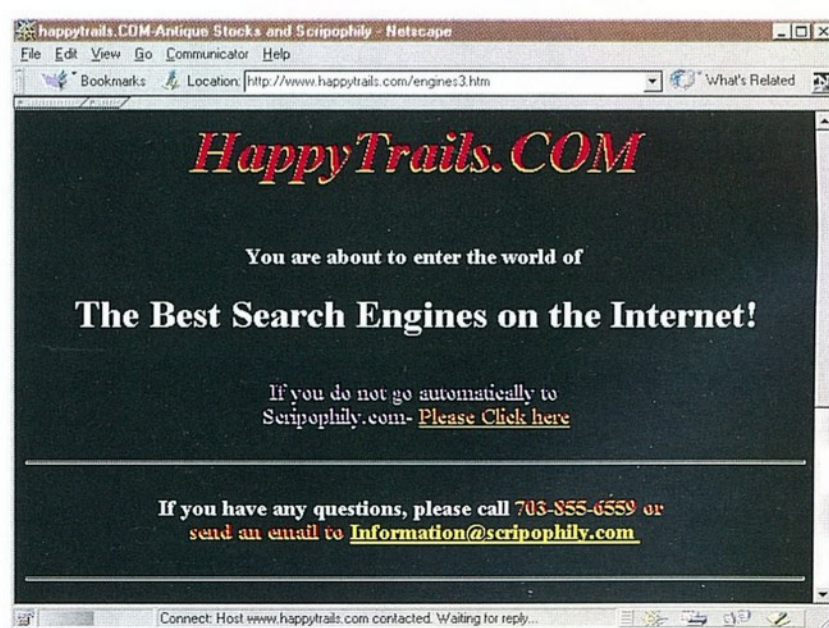 happytrails.COM-Antique Stocks and Scripophily - Netscape
File Edit View Go Communicator Help
Bookmarks Location: http://www.happytrails.com/engines3.htm What's Related
HappyTrails.COM
You are about to enter the world of
The Best Search Engines on the Internet!
If you do not go automatically to
Scripophily.com- Please Click here
If you have any questions, please call 703-855-6559 or
send an email to Information@scripophily.com
Connect: Host www.happytrails.com contacted. Waiting for reply...